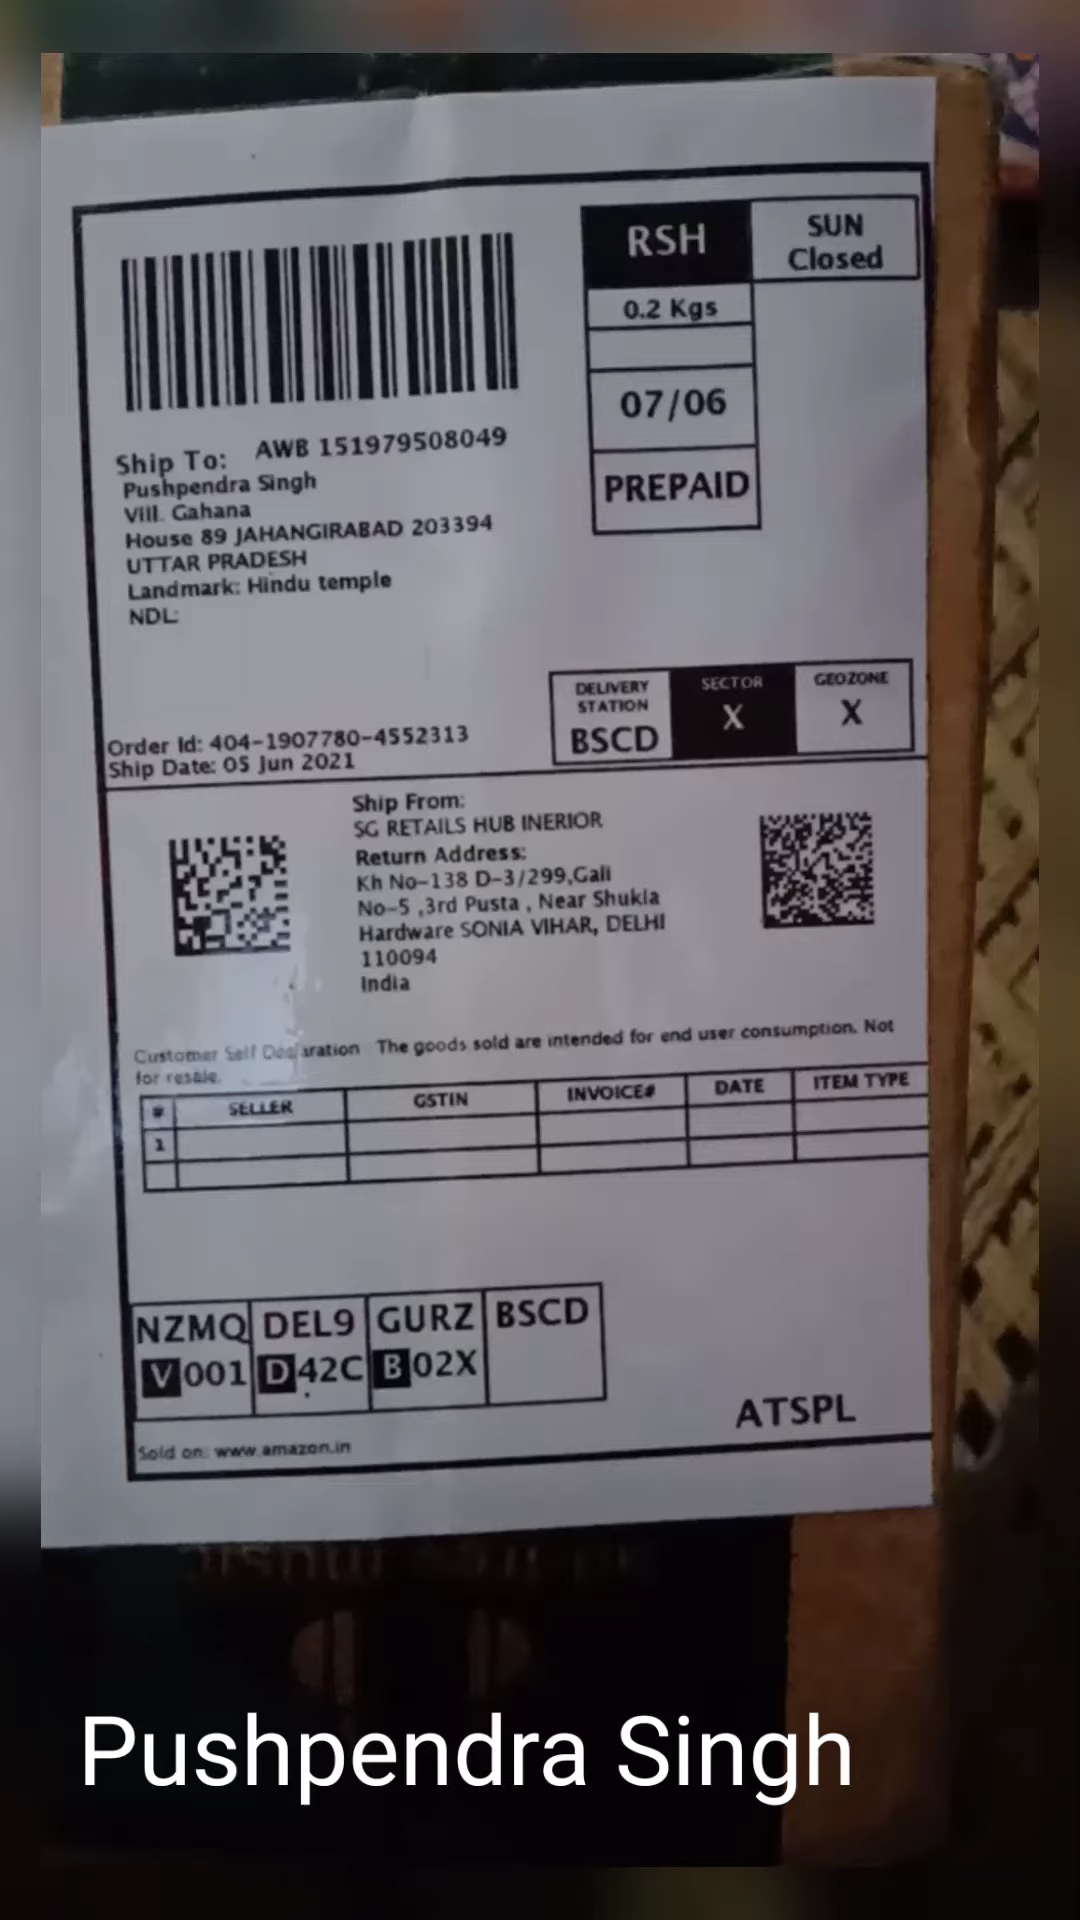 RSH
SUN
Closed
0.2 Kgs
07/06
PREPAID
AWB 151979508049
Ship To:
Pushpendra Singh
Vill. Gahana
House 89 JAHANGIRABAD 203394
UTTAR PRADESH
Landmark: Hindu temple
NDL:
DELIVERY
STATION
BSCD
SECTOR
X
GEOZONE
X
Order Id: 404-1907780-4552313
Ship Date: 05 Jun 2021
Ship From:
SG RETAILS HUB INERIOR
Return Address:
Kh No-138 D-3/299,Gali
No-5 ,3rd Pusta , Near Shukla
Hardware SONIA VIHAR, DELHI
110094
India
Customer Self Declaration : The goods sold are intended for end user consumption. Not
for resale.
# SELLER GSTIN INVOICE# DATE ITEM TYPE
1
NZMQ DEL9 GURZ BSCD
V001 D42C B02X
ATSPL
Sold on: www.amazon.in
Pushpendra Singh